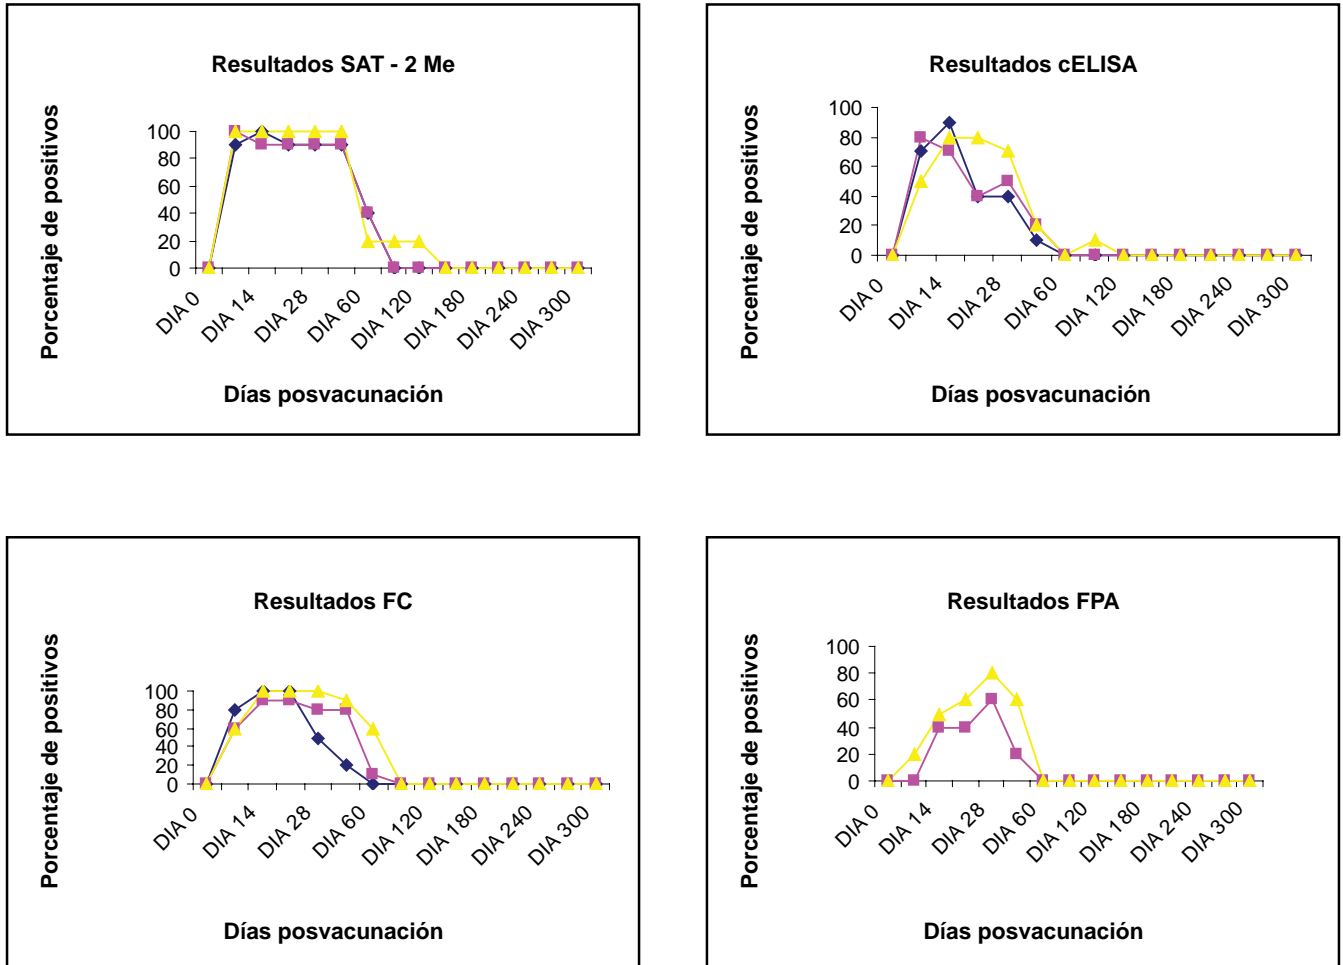 Resultados SAT - 2 Me
Porcentaje de positivos
100
80
60
40
20
0
DIA 0
DIA 14
DIA 28
DIA 60
DIA 120
DIA 180
DIA 240
DIA 300
Días posvacunación
Resultados cELISA
Porcentaje de positivos
100
80
60
40
20
0
DIA 0
DIA 14
DIA 28
DIA 60
DIA 120
DIA 180
DIA 240
DIA 300
Días posvacunación
Resultados FC
Porcentaje de positivos
100
80
60
40
20
0
DIA 0
DIA 14
DIA 28
DIA 60
DIA 120
DIA 180
DIA 240
DIA 300
Días posvacunación
Resultados FPA
Porcentaje de positivos
100
80
60
40
20
0
DIA 0
DIA 14
DIA 28
DIA 60
DIA 120
DIA 180
DIA 240
DIA 300
Días posvacunación